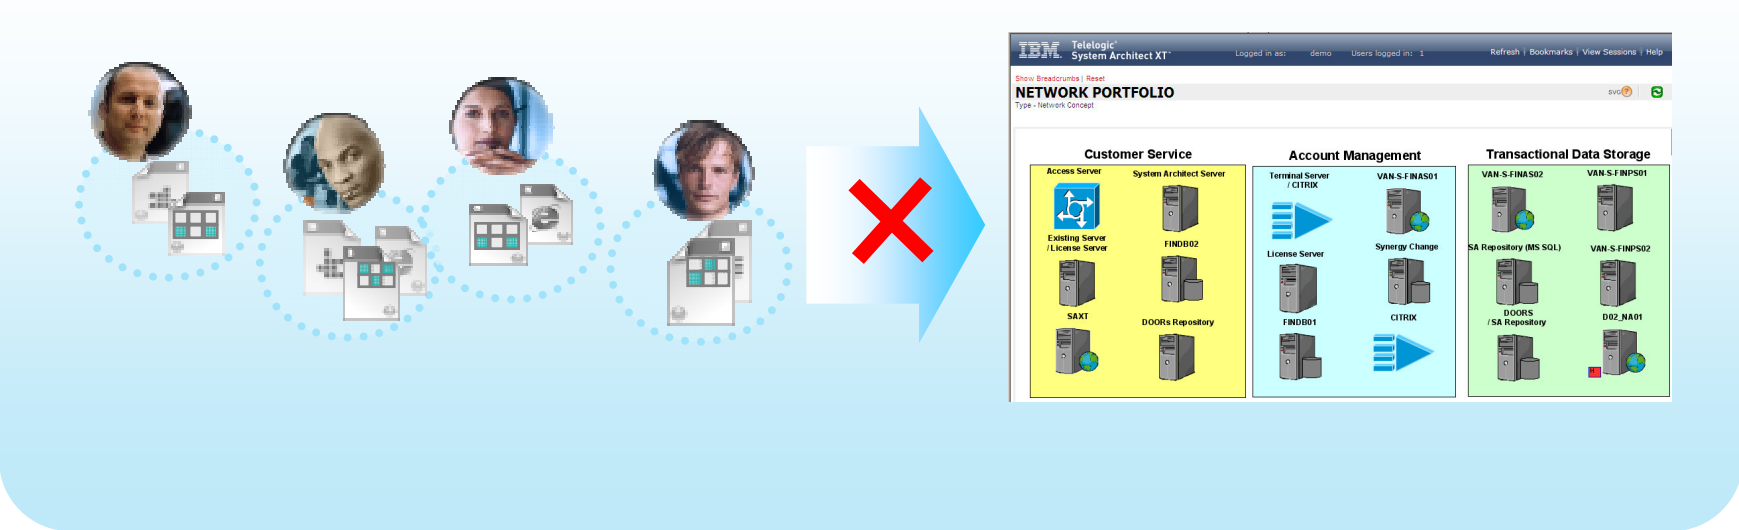 IBM. Telelogic®
System Architect XT™
Logged in as: demo Users logged in: 1
Refresh | Bookmarks | View Sessions | Help
Show Breadcrumbs | Reset
NETWORK PORTFOLIO
svg
Type - Network Concept
Customer Service
Access Server
System Architect Server
Existing Server
/ License Server
FINDB02
SAXT
DOORs Repository
Account Management
Terminal Server
/ CITRIX
VAN-S-FINAS01
License Server
Synergy Change
FINDB01
CITRIX
Transactional Data Storage
VAN-S-FINAS02
VAN-S-FINPS01
SA Repository (MS SQL)
VAN-S-FINPS02
DOORS
/ SA Repository
D02_NA01